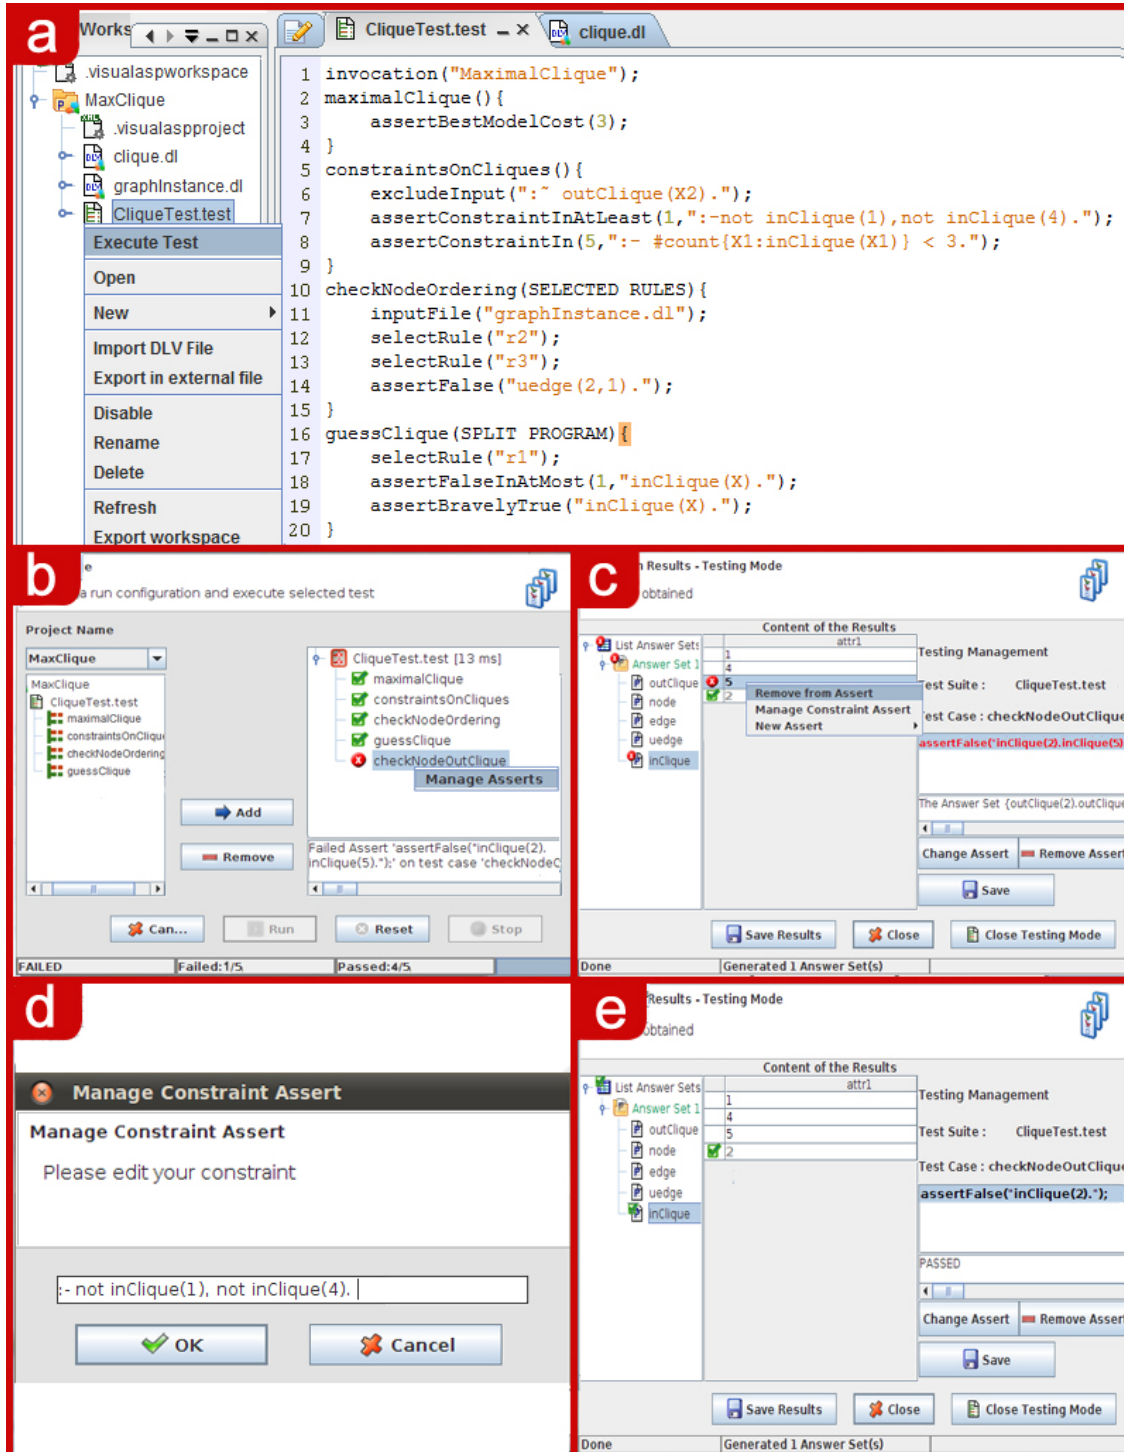 a
Works
CliqueTest.test
clique.dl
.visualaspworkspace
MaxClique
.visualaspproject
clique.dl
graphInstance.dl
CliqueTest.test
Execute Test
Open
New
Import DLV File
Export in external file
Disable
Rename
Delete
Refresh
Export workspace
1 invocation("MaximalClique");
2 maximalClique(){
3 assertBestModelCost(3);
4 }
5 constraintsOnCliques(){
6 excludeInput(":~ outClique(X2).");
7 assertConstraintInAtLeast(1,":-not inClique(1),not inClique(4).");
8 assertConstraintIn(5,":- #count{X1:inClique(X1)} < 3.");
9 }
10 checkNodeOrdering(SELECTED RULES){
11 inputFile("graphInstance.dl");
12 selectRule("r2");
13 selectRule("r3");
14 assertFalse("uedge(2,1).");
15 }
16 guessClique(SPLIT PROGRAM){
17 selectRule("r1");
18 assertFalseInAtMost(1,"inClique(X).");
19 assertBravelyTrue("inClique(X).");
20 }
b
e
a run configuration and execute selected test
Project Name
MaxClique
MaxClique
CliqueTest.test
maximalClique
constraintsOnCliqu
checkNodeOrdering
guessClique
Add
Remove
CliqueTest.test [13 ms]
maximalClique
constraintsOnCliques
checkNodeOrdering
guessClique
checkNodeOutClique
Manage Asserts
Failed Assert 'assertFalse("inClique(2).
inClique(5).");' on test case 'checkNodeC
Can...
Run
Reset
Stop
FAILED
Failed:1/5
Passed:4/5
c
Results - Testing Mode
obtained
Content of the Results
List Answer Sets
Answer Set 1
outClique
node
edge
uedge
inClique
attr1
1
4
5
2
Remove from Assert
Manage Constraint Assert
New Assert
Testing Management
Test Suite : CliqueTest.test
Test Case : checkNodeOutClique
assertFalse("inClique(2).inClique(5)
The Answer Set {outClique(2).outClique
Change Assert
Remove Assert
Save
Save Results
Close
Close Testing Mode
Done
Generated 1 Answer Set(s)
d
Manage Constraint Assert
Manage Constraint Assert
Please edit your constraint
:- not inClique(1), not inClique(4).
OK
Cancel
e
Results - Testing Mode
obtained
Content of the Results
List Answer Sets
Answer Set 1
outClique
node
edge
uedge
inClique
attr1
1
4
5
2
Testing Management
Test Suite : CliqueTest.test
Test Case : checkNodeOutClique
assertFalse("inClique(2).");
PASSED
Change Assert
Remove Assert
Save
Save Results
Close
Close Testing Mode
Done
Generated 1 Answer Set(s)